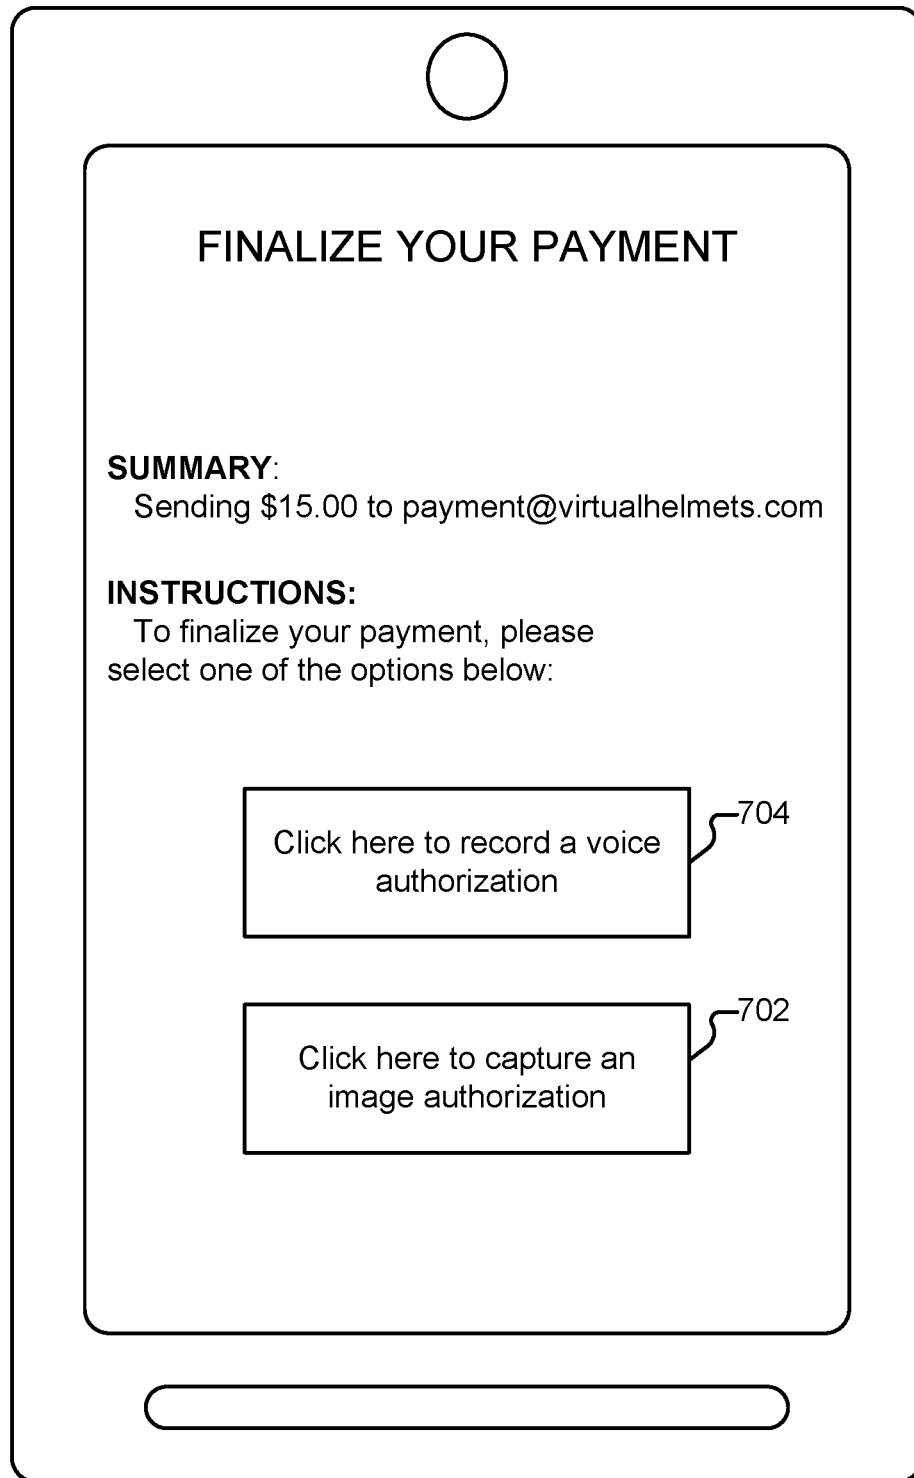 FINALIZE YOUR PAYMENT
SUMMARY:
Sending $15.00 to payment@virtualhelmets.com
INSTRUCTIONS:
To finalize your payment, please
select one of the options below:
Click here to record a voice
authorization
704
Click here to capture an
image authorization
702